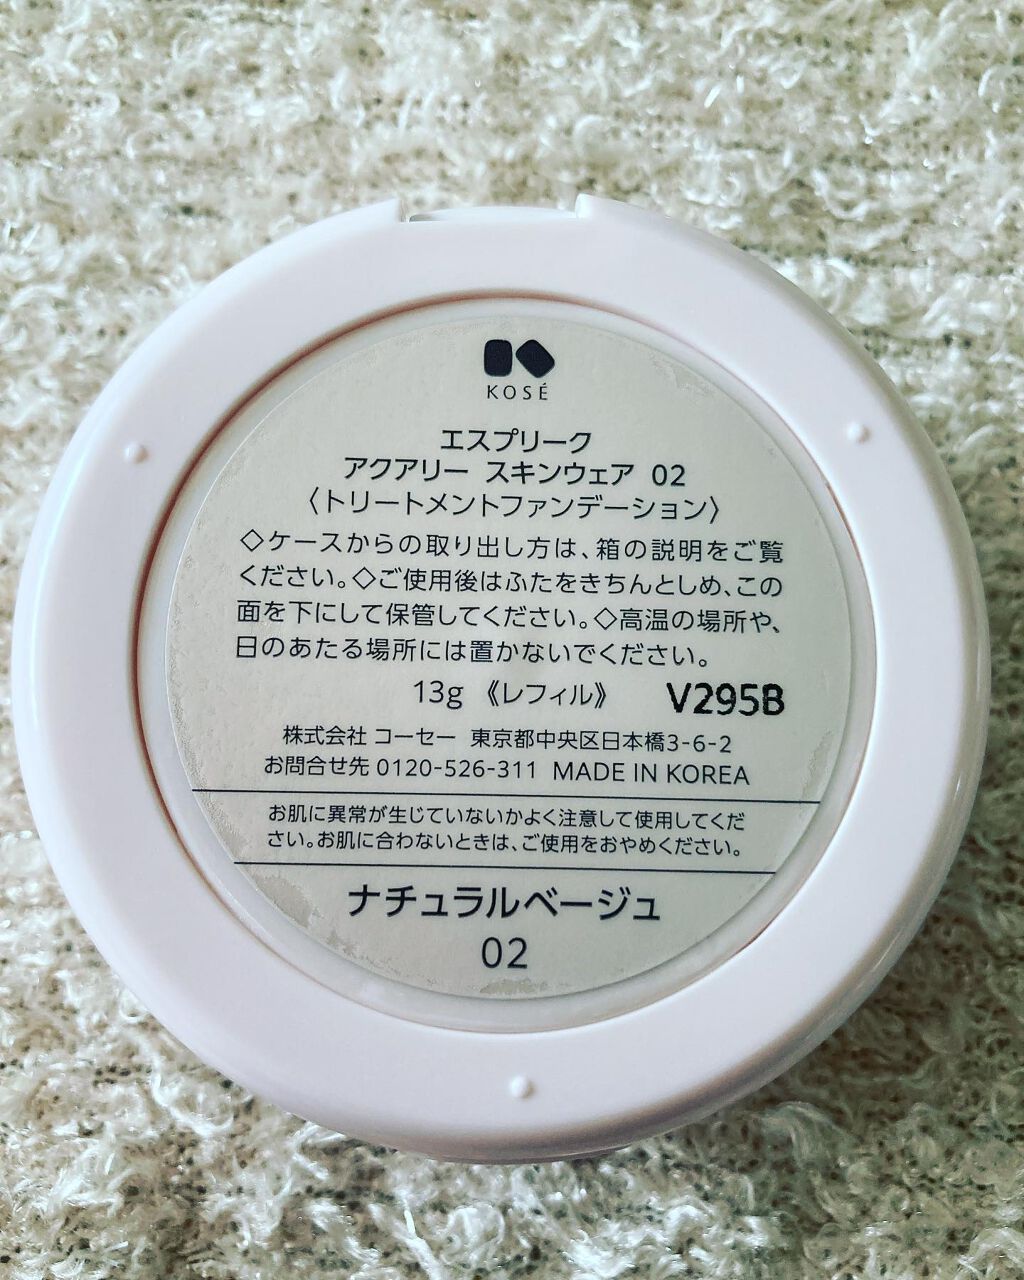 KOSÉ
エスプリーク
アクアリー スキンウェア 02
〈トリートメントファンデーション〉
◇ケースからの取り出し方は、箱の説明をご覧
ください。◇ご使用後はふたをきちんとしめ、この
面を下にして保管してください。◇高温の場所や、
日のあたる場所には置かないでください。
13g 《レフィル》 V295B
株式会社 コーセー 東京都中央区日本橋3-6-2
お問合せ先 0120-526-311 MADE IN KOREA
お肌に異常が生じていないかよく注意して使用してくだ
さい。お肌に合わないときは、ご使用をおやめください。
ナチュラルベージュ
02